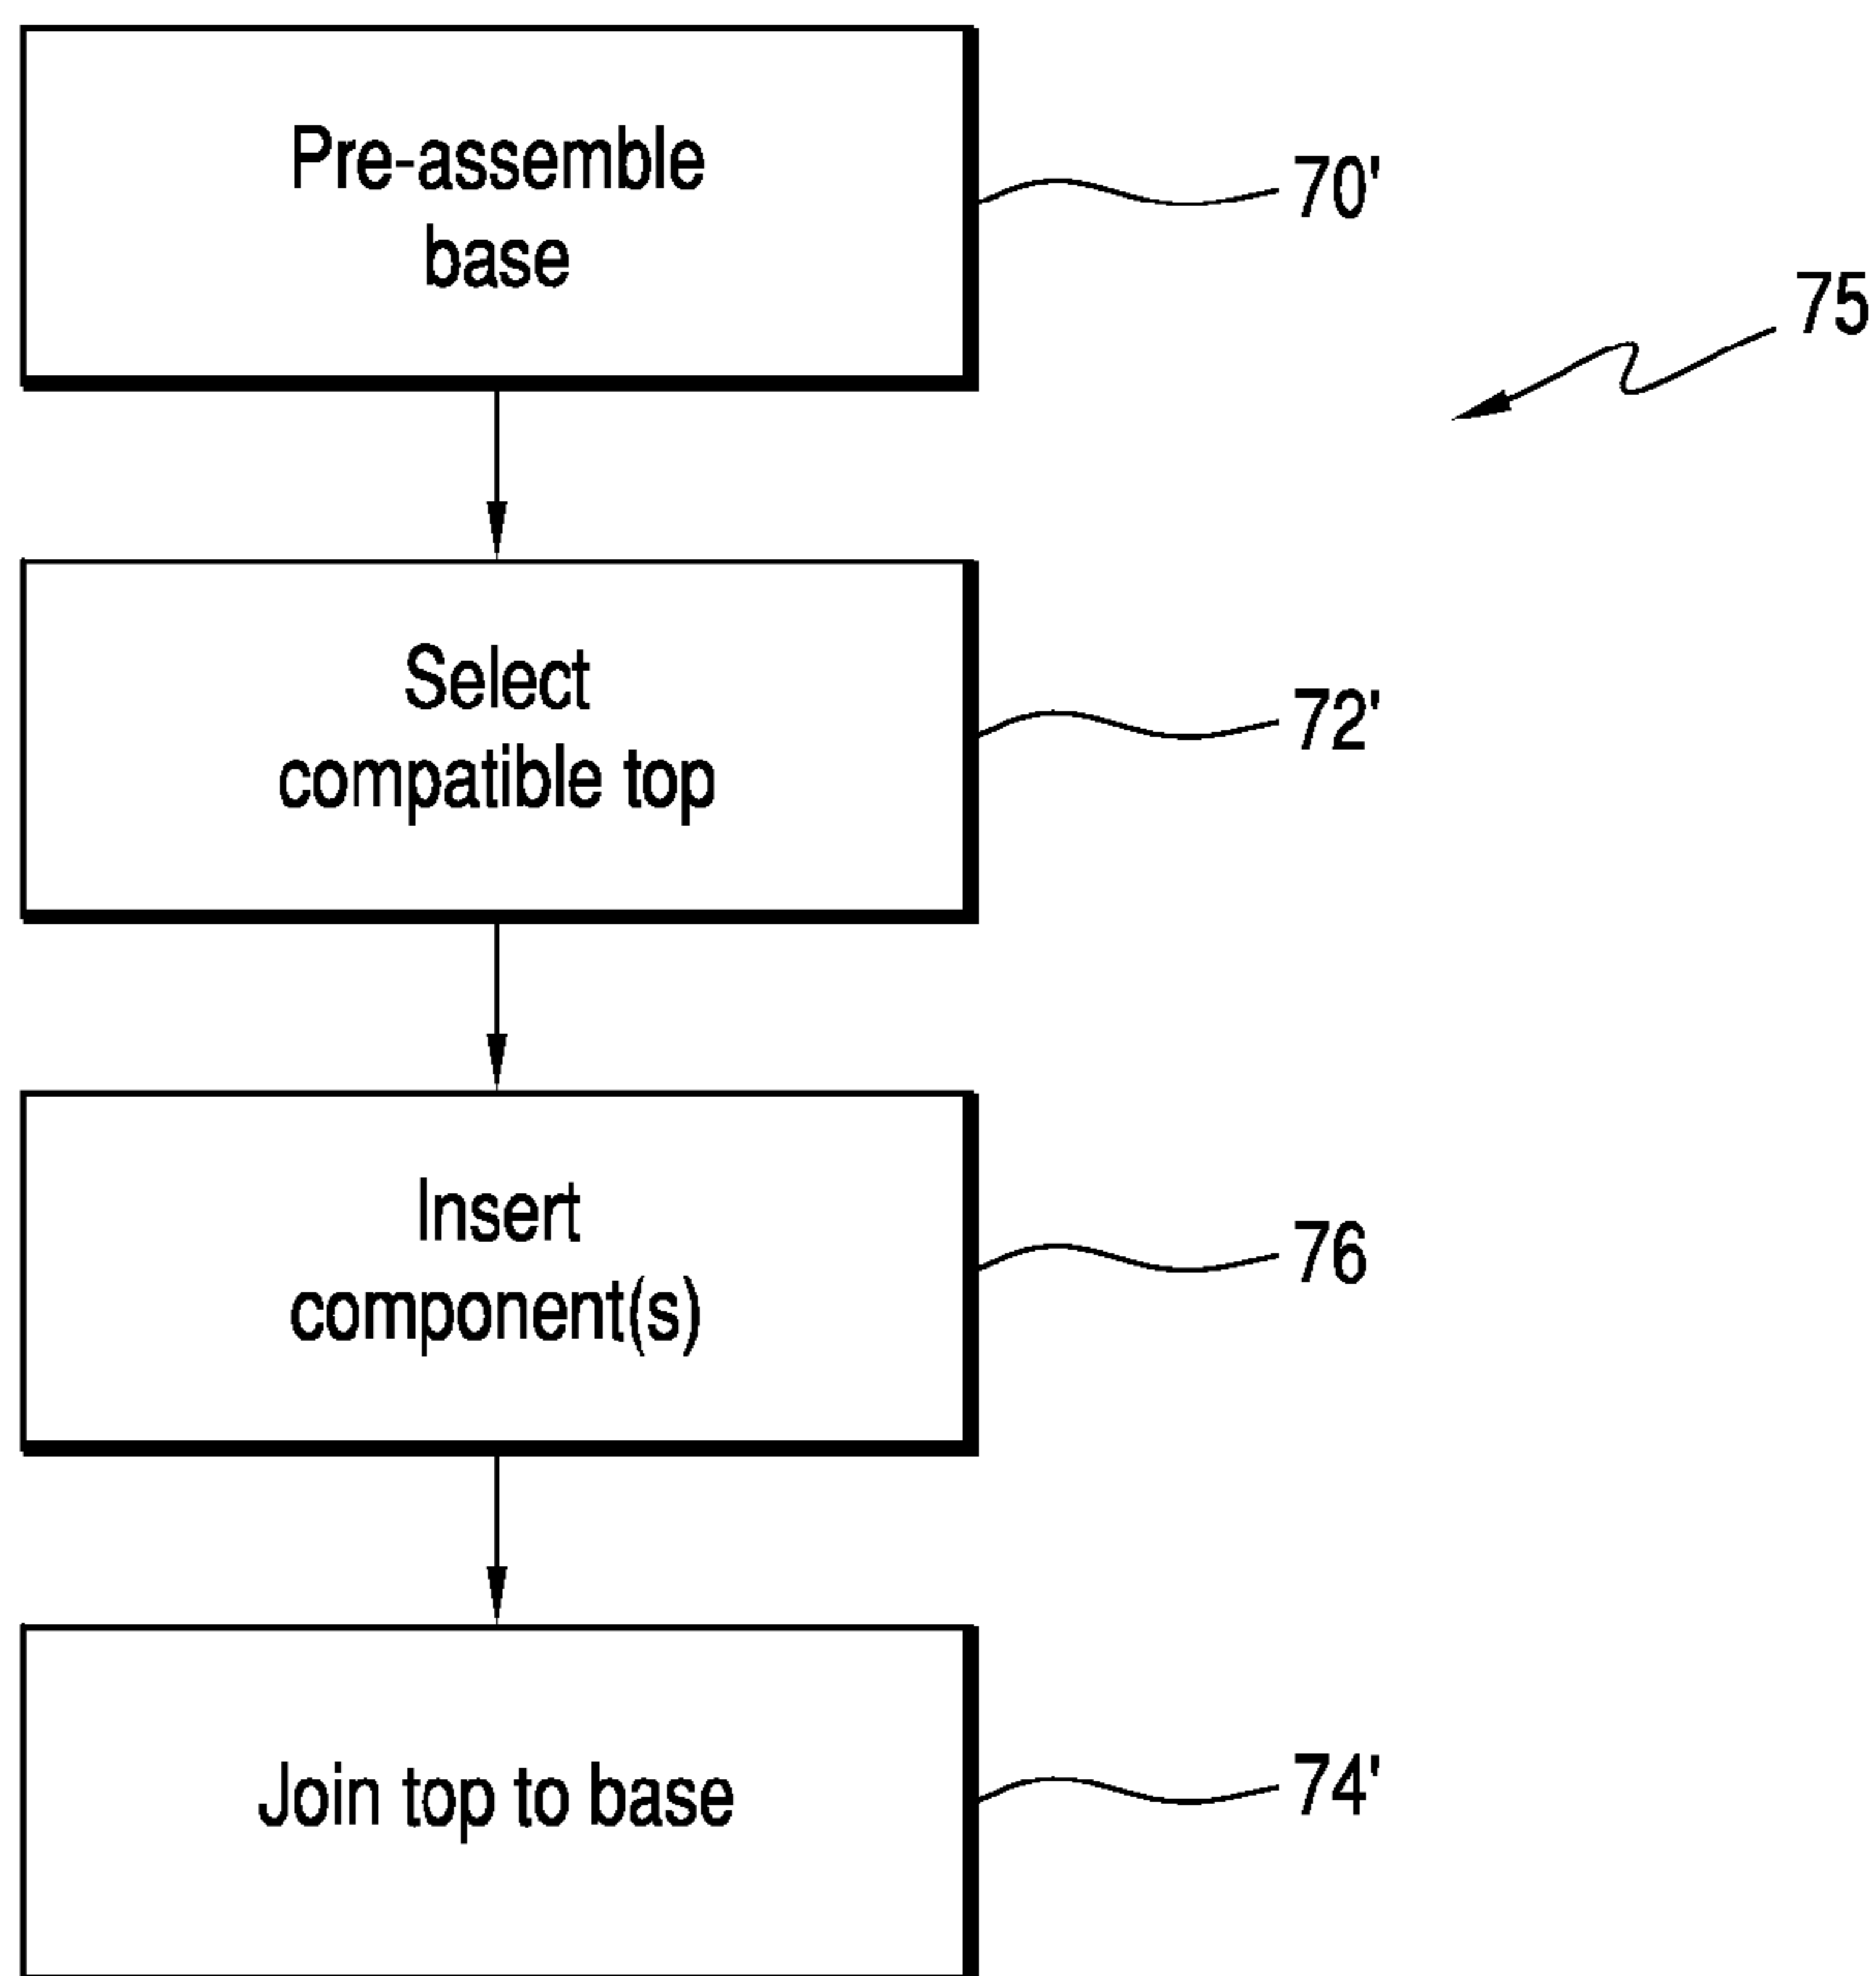 Pre-assemble
base
70'
75
Select
compatible top
72'
Insert
component(s)
76
Join top to base
74'